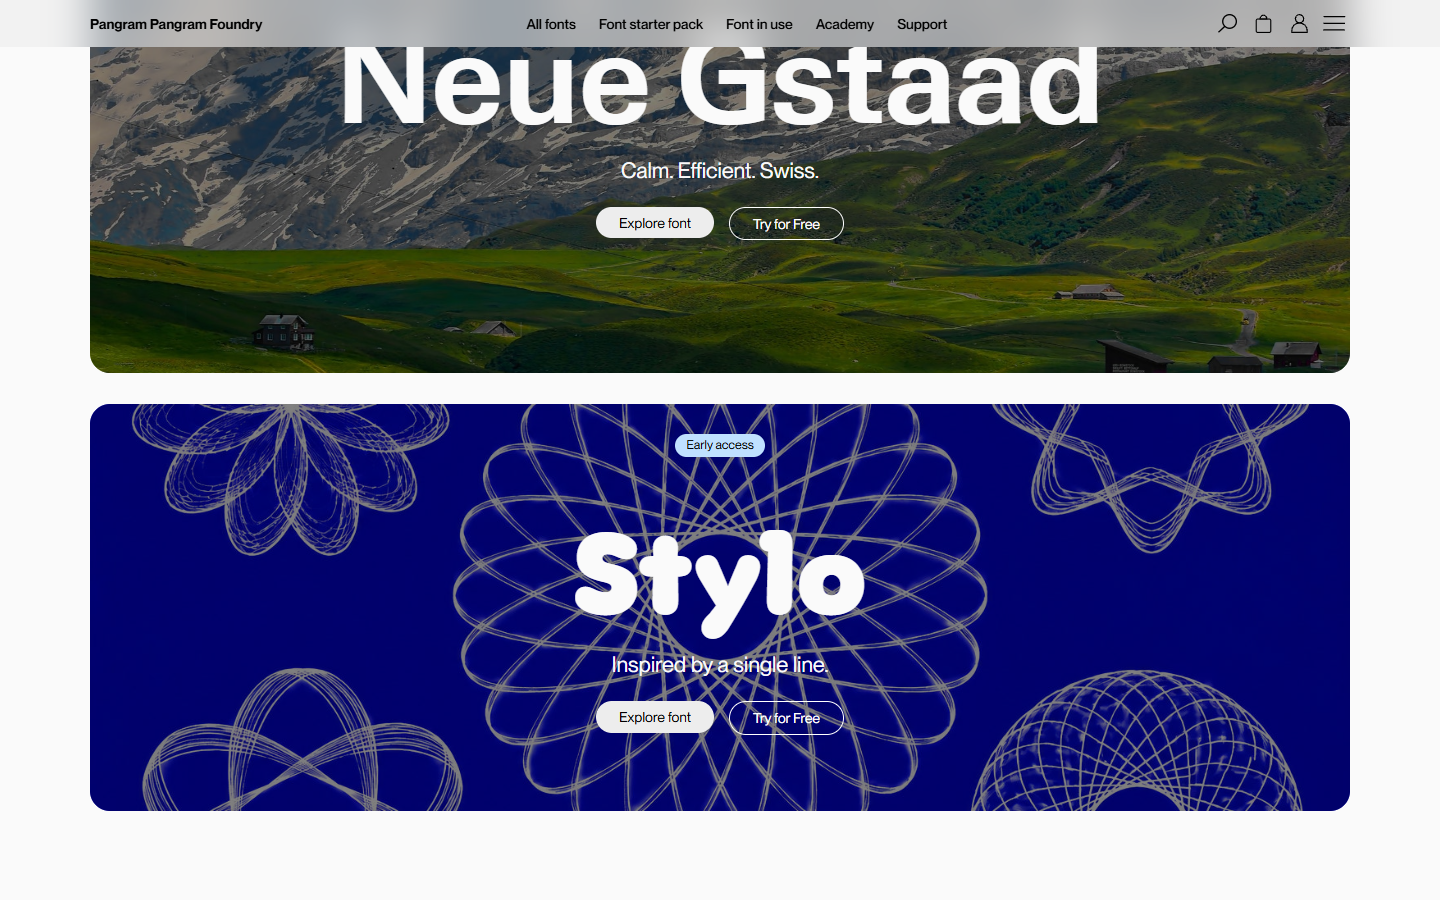 Pangram Pangram Foundry
All fonts
Font starter pack
Font in use
Academy
Support
Neue Gstaad
Calm. Efficient. Swiss.
Explore font
Try for Free
Early access
Stylo
Inspired by a single line.
Explore font
Try for Free